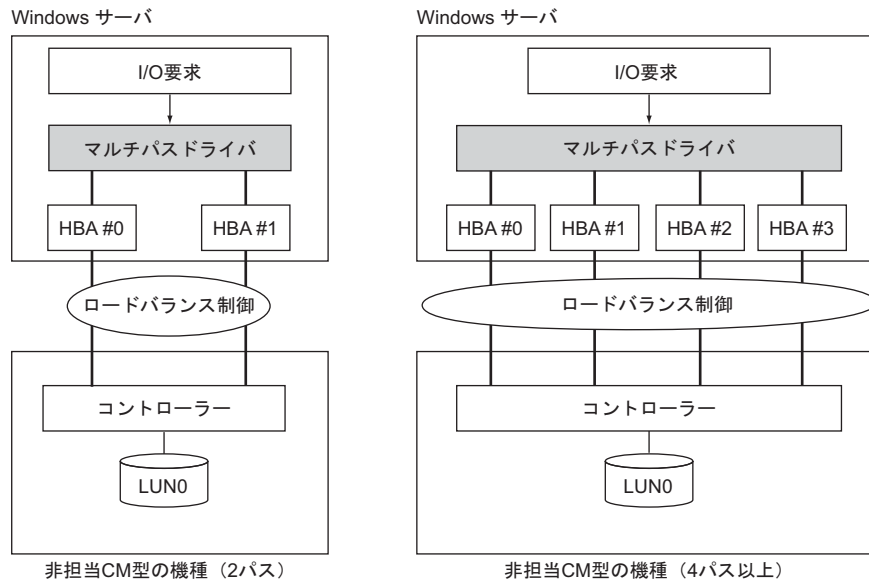 Windows サーバ
I/O要求
マルチパスドライバ
HBA #0
HBA #1
ロードバランス制御
コントローラー
LUN0
非担当CM型の機種（2パス）
Windows サーバ
I/O要求
マルチパスドライバ
HBA #0
HBA #1
HBA #2
HBA #3
ロードバランス制御
コントローラー
LUN0
非担当CM型の機種（4パス以上）